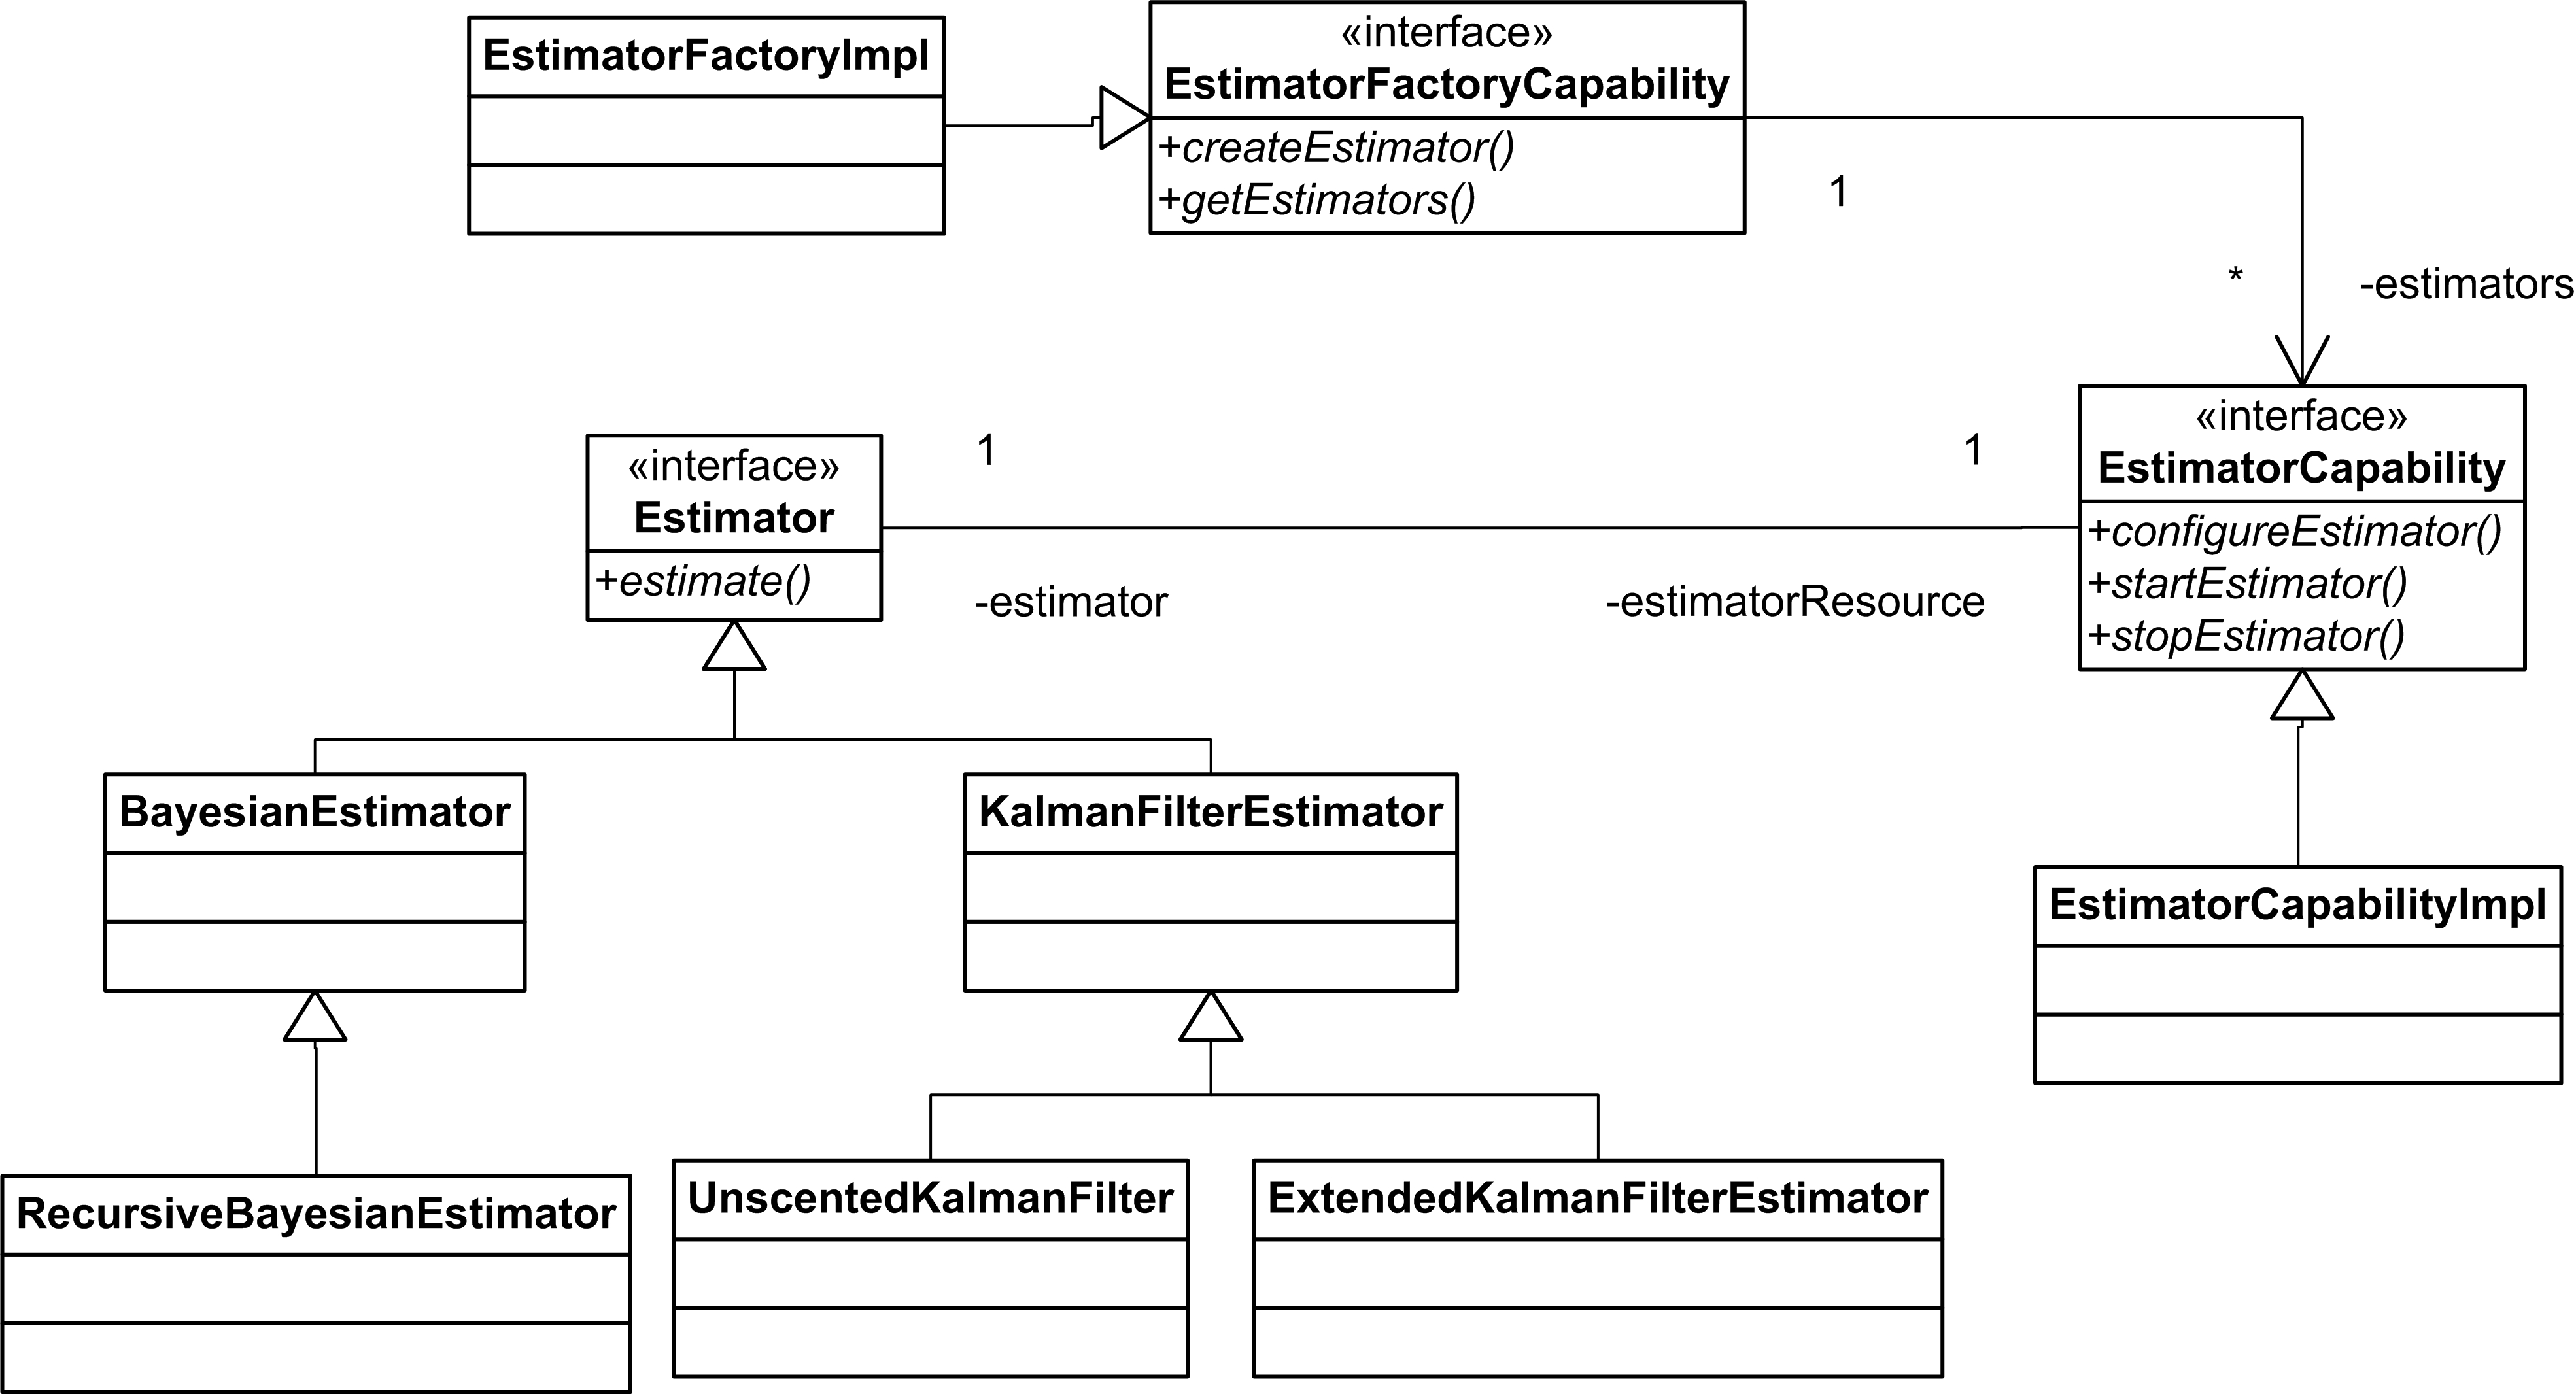 EstimatorFactoryImpl
«interface»
EstimatorFactoryCapability
+createEstimator()
+getEstimators()
1
*
-estimators
«interface»
Estimator
+estimate()
1
-estimator
1
-estimatorResource
«interface»
EstimatorCapability
+configureEstimator()
+startEstimator()
+stopEstimator()
BayesianEstimator
KalmanFilterEstimator
EstimatorCapabilityImpl
RecursiveBayesianEstimator
UnscentedKalmanFilter
ExtendedKalmanFilterEstimator